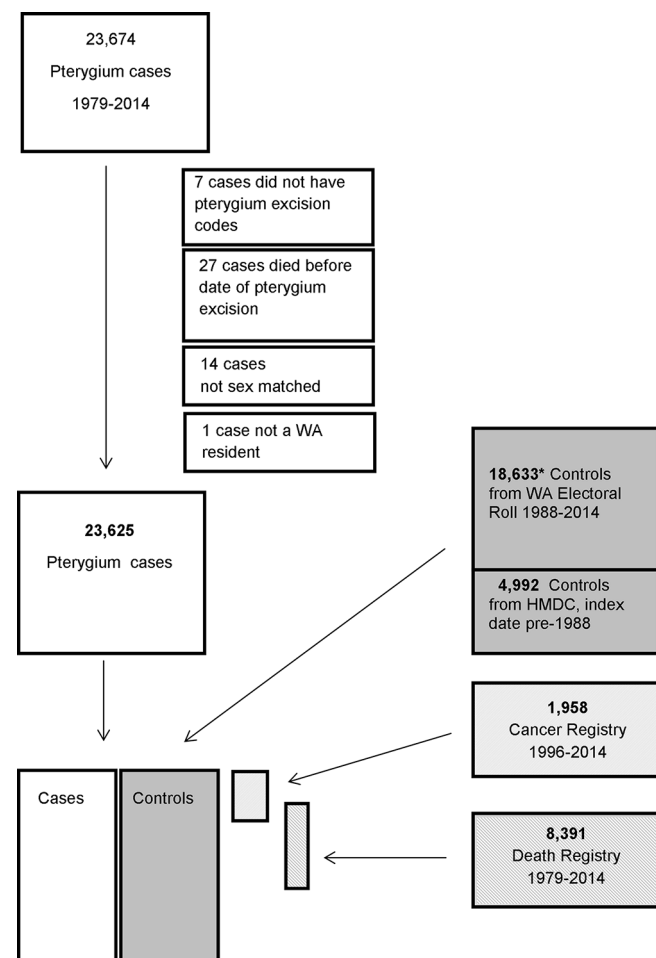 23,674
Pterygium cases
1979-2014
7 cases did not have
pterygium excision
codes
27 cases died before
date of pterygium
excision
14 cases
not sex matched
1 case not a WA
resident
23,625
Pterygium cases
18,633* Controls
from WA Electoral
Roll 1988-2014
4,992 Controls
from HMDC, index
date pre-1988
1,958
Cancer Registry
1996-2014
Cases
Controls
8,391
Death Registry
1979-2014